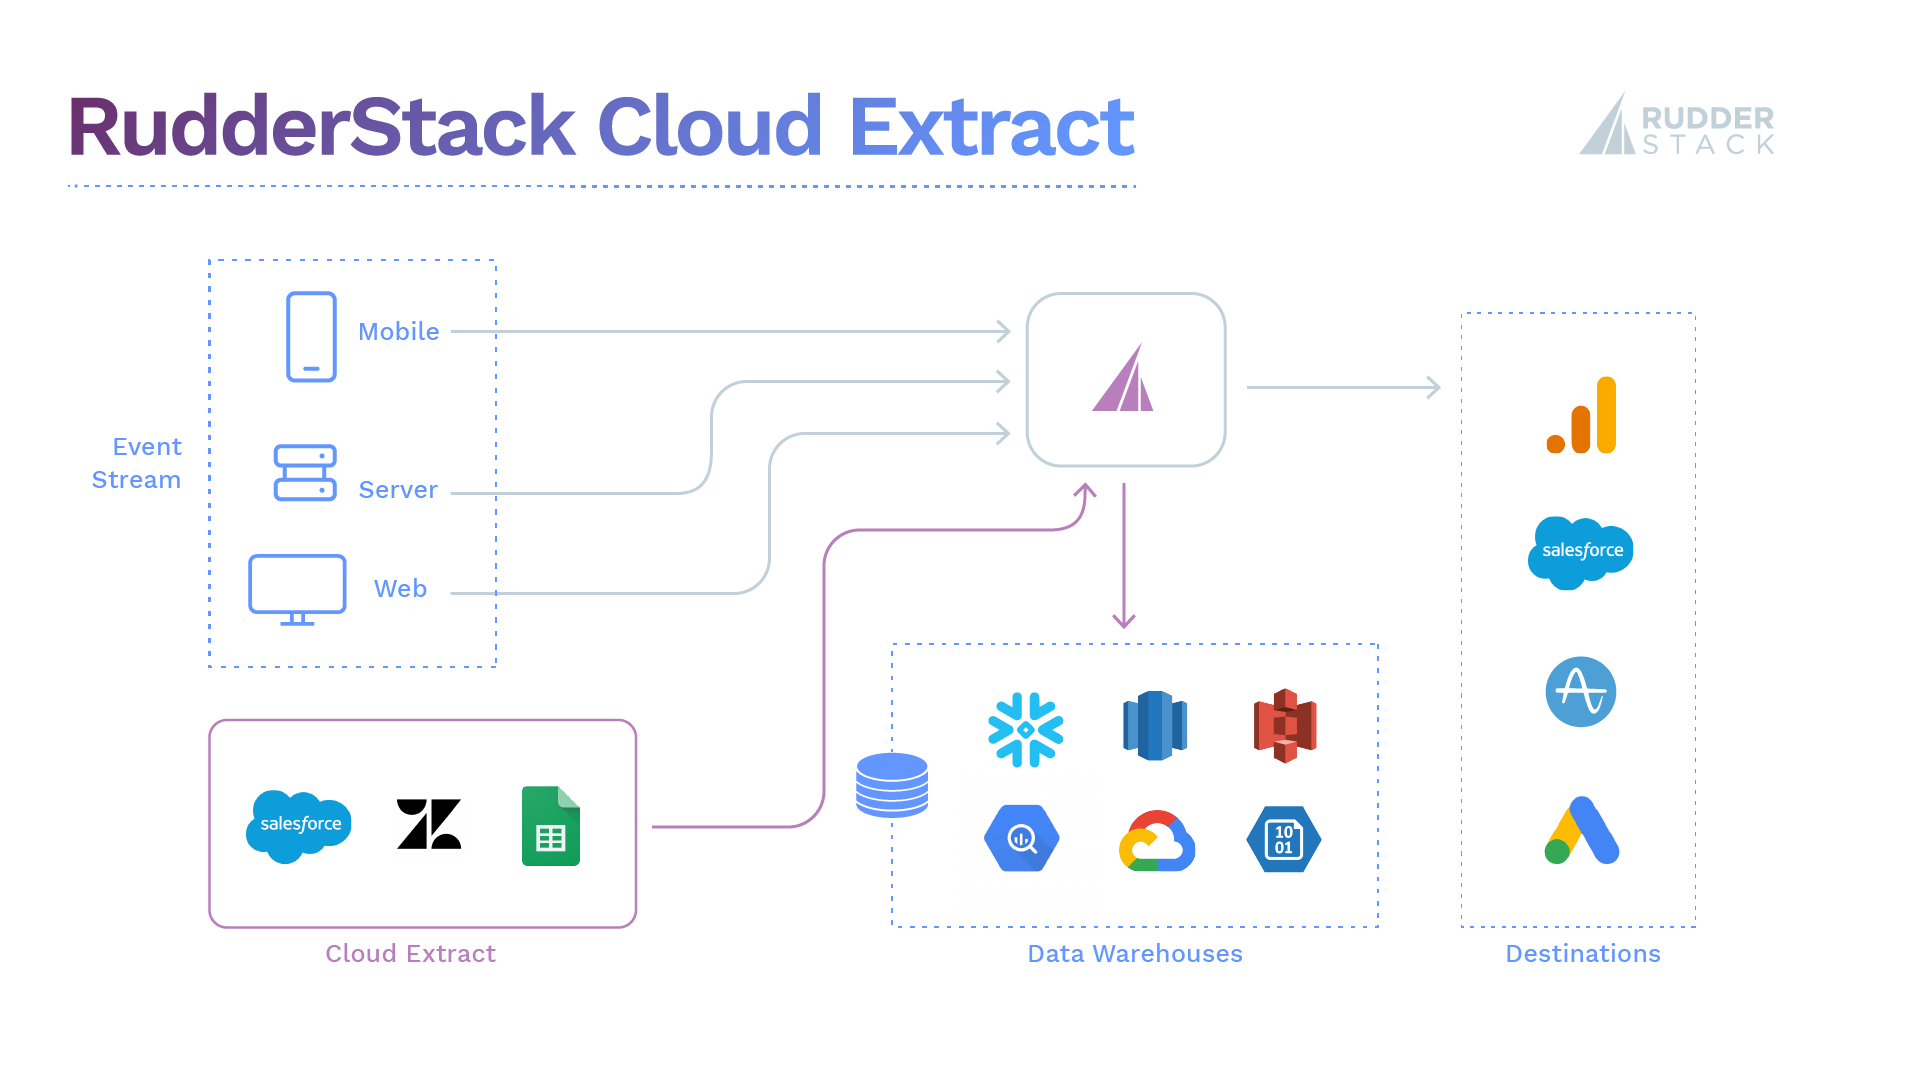 RudderStack Cloud Extract
RUDDER
STACK
Mobile
Event
Stream
Server
Web
salesforce
Cloud Extract
10
01
Data Warehouses
salesforce
Destinations